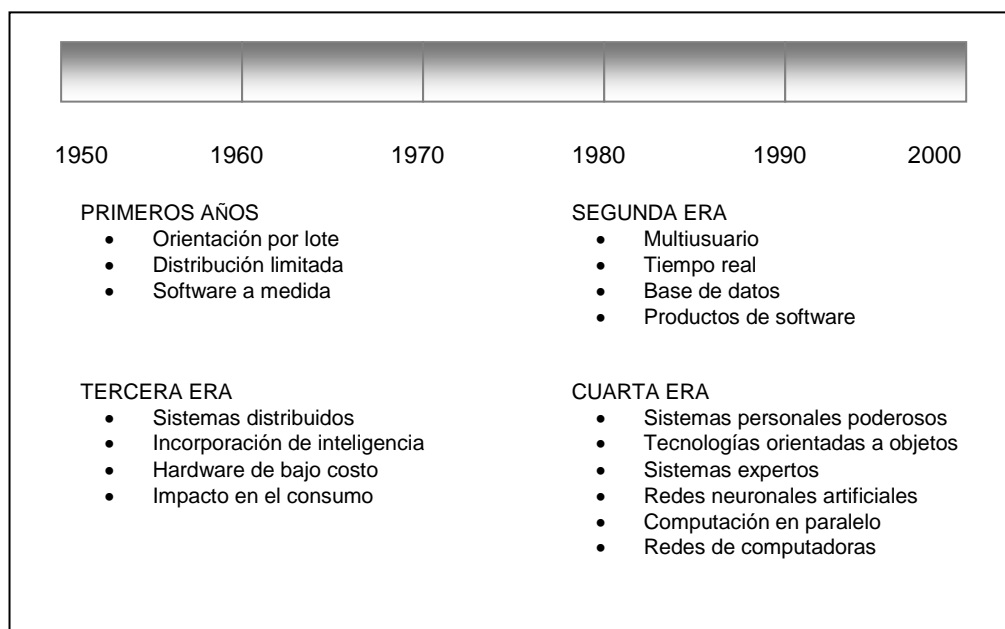 1950 1960 1970 1980 1990 2000
PRIMEROS AÑOS
• Orientación por lote
• Distribución limitada
• Software a medida
SEGUNDA ERA
• Multiusuario
• Tiempo real
• Base de datos
• Productos de software
TERCERA ERA
• Sistemas distribuidos
• Incorporación de inteligencia
• Hardware de bajo costo
• Impacto en el consumo
CUARTA ERA
• Sistemas personales poderosos
• Tecnologías orientadas a objetos
• Sistemas expertos
• Redes neuronales artificiales
• Computación en paralelo
• Redes de computadoras